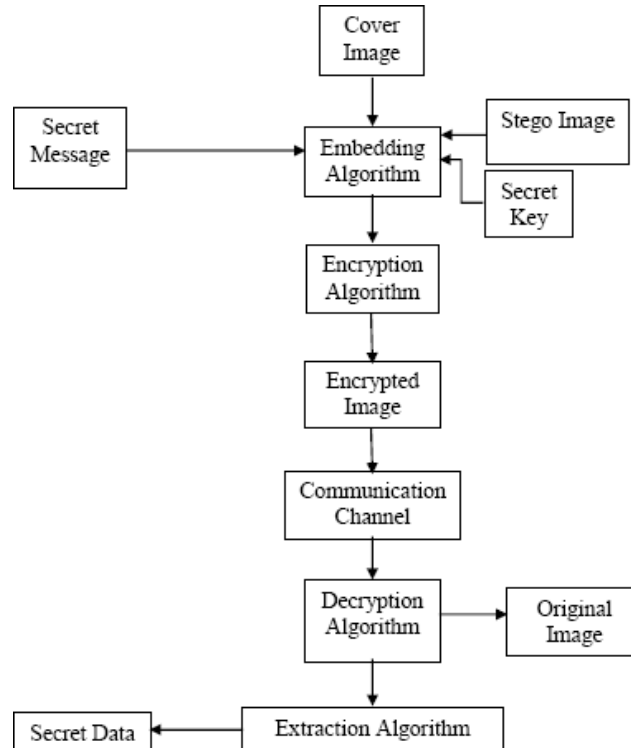 Cover
Image
Secret
Message
Embedding
Algorithm
Stego Image
Secret
Key
Encryption
Algorithm
Encrypted
Image
Communication
Channel
Decryption
Algorithm
Original
Image
Secret Data
Extraction Algorithm